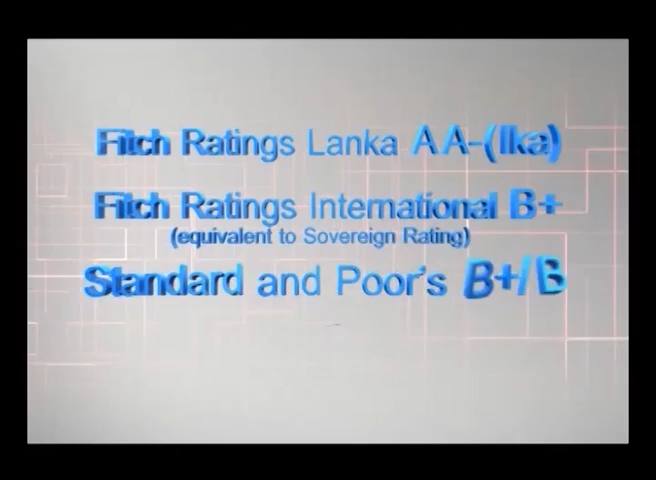 Fitch Ratings Lanka AA-(lka)
Fitch Ratings International B+
(equivalent to Sovereign Rating)
Standard and Poor's B+/B